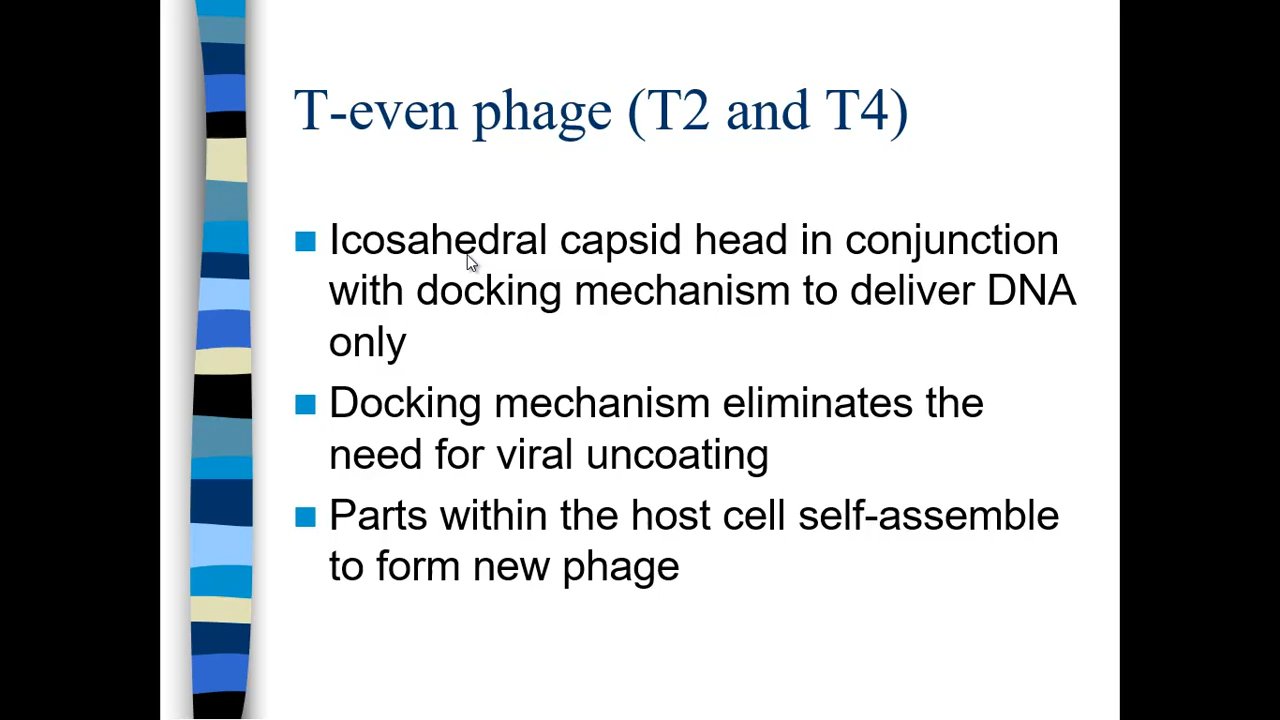 T-even phage (T2 and T4)
Icosahedral capsid head in conjunction
with docking mechanism to deliver DNA
only
Docking mechanism eliminates the
need for viral uncoating
Parts within the host cell self-assemble
to form new phage